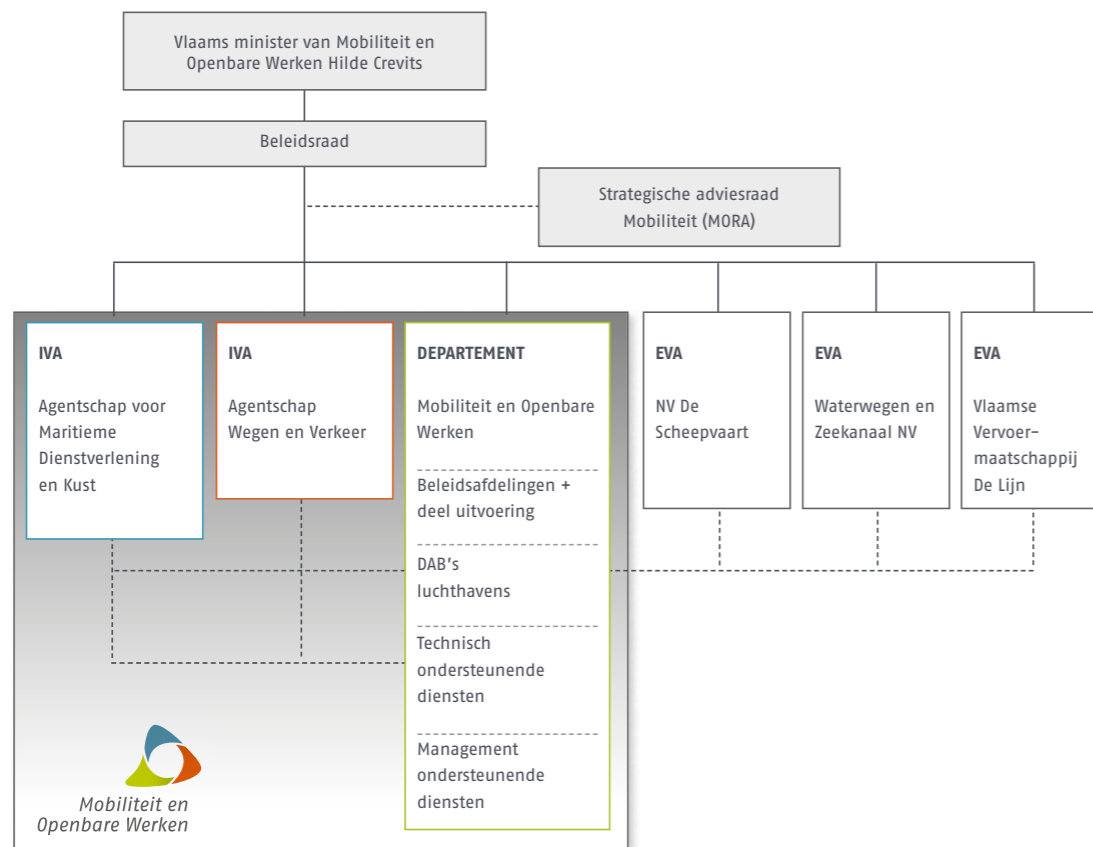 Vlaams minister van Mobiliteit en
Openbare Werken Hilde Crevits
Beleidsraad
Strategische adviesraad
Mobiliteit (MORA)
IVA
Agentschap voor
Maritieme
Dienstverlening
en Kust
IVA
Agentschap
Wegen en Verkeer
DEPARTEMENT
Mobiliteit en Openbare
Werken
Beleidsafdelingen +
deel uitvoering
DAB's
luchthavens
Technisch
ondersteunende
diensten
Management
ondersteunende
diensten
EVA
NV De
Scheepvaart
EVA
Waterwegen en
Zeekanaal NV
EVA
Vlaamse
Vervoer-
maatschappij
De Lijn
Mobiliteit en
Openbare Werken